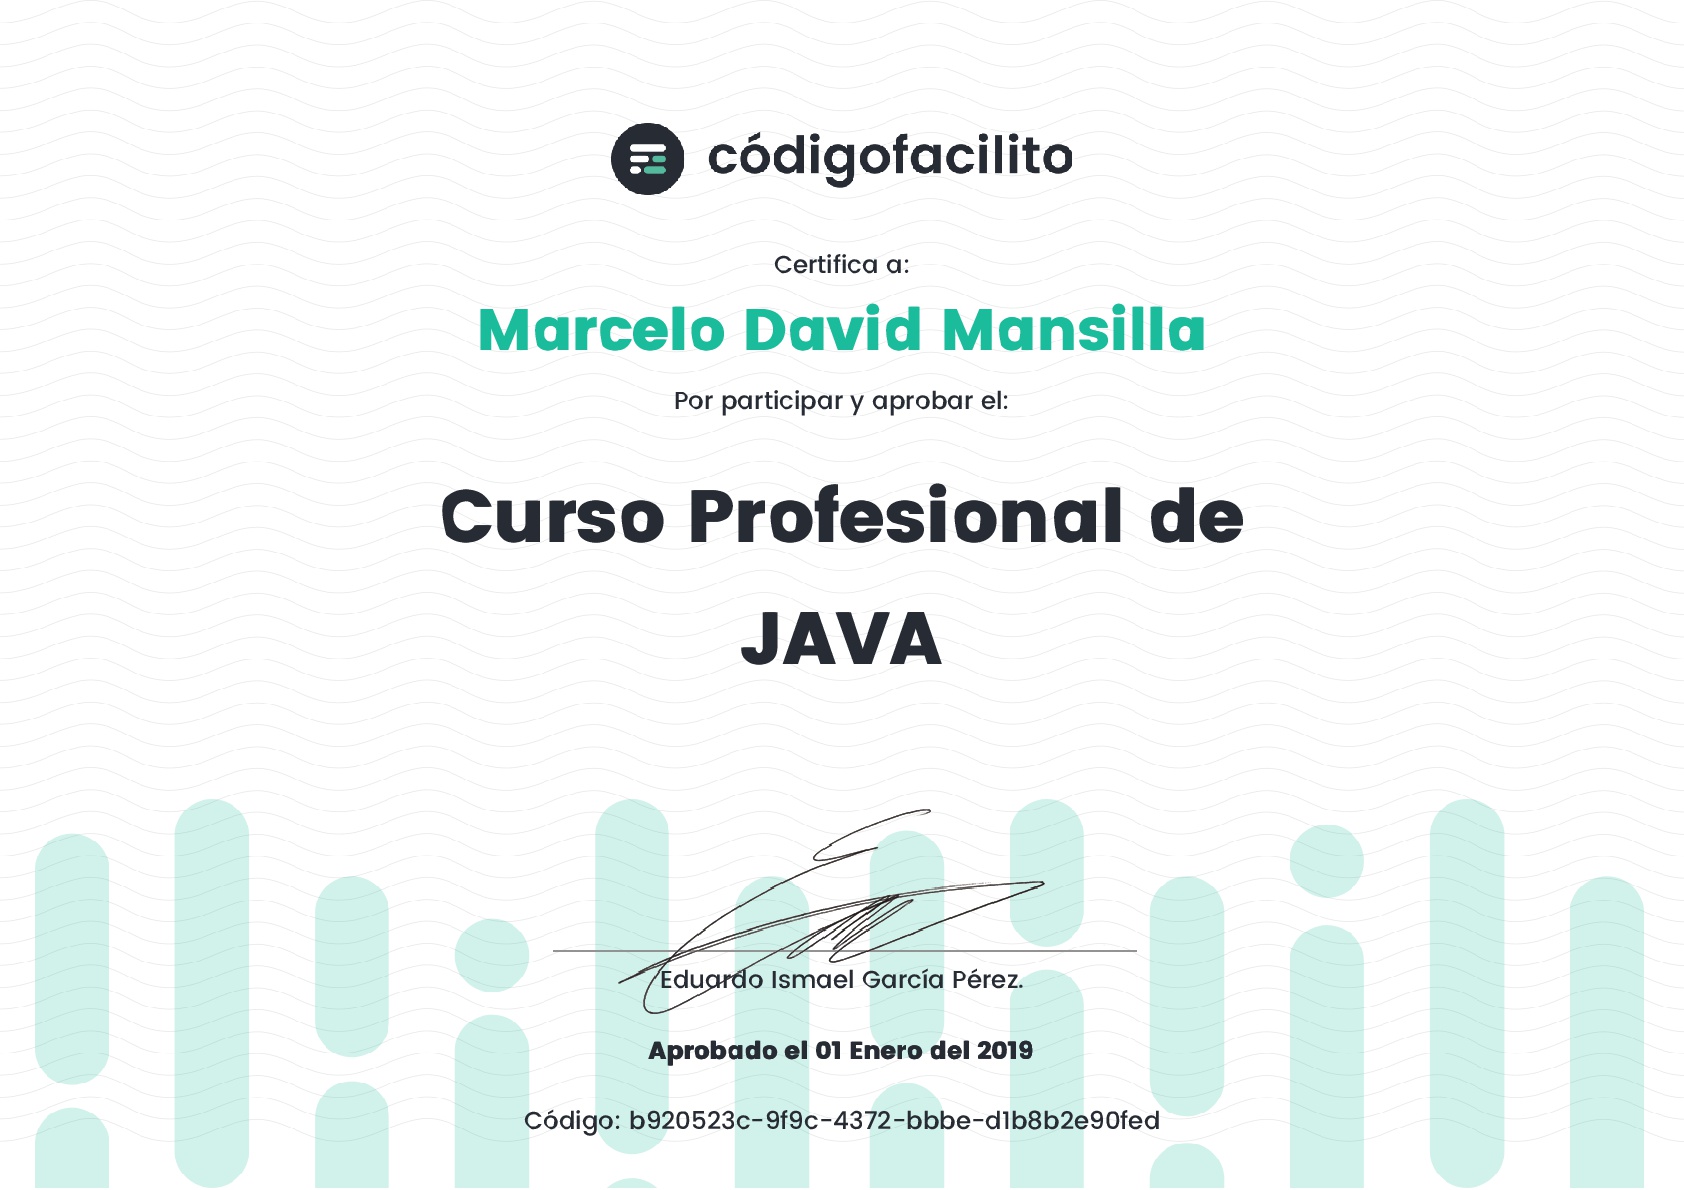 códigofacilito
Certifica a:
Marcelo David Mansilla
Por participar y aprobar el:
Curso Profesional de
JAVA
Eduardo Ismael García Pérez.
Aprobado el 01 Enero del 2019
Código: b920523c-9f9c-4372-bbbe-d1b8b2e90fed